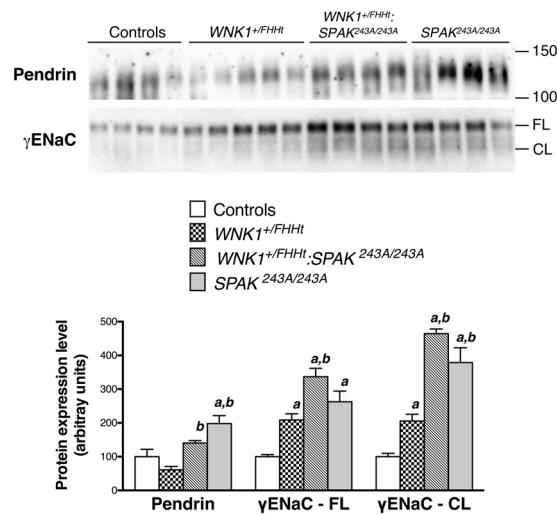 Controls
WNK1+/FHHt
WNK1+/FHHt:
SPAK243A/243A
SPAK243A/243A
Pendrin
150
100
γENaC
FL
CL
Controls
WNK1+/FHHt
WNK1+/FHHt:SPAK 243A/243A
SPAK 243A/243A
Protein expression level
(arbitray units)
500
400
300
200
100
0
b
a,b
a
a,b
a
a
a,b
a,b
Pendrin
γENaC - FL
γENaC - CL